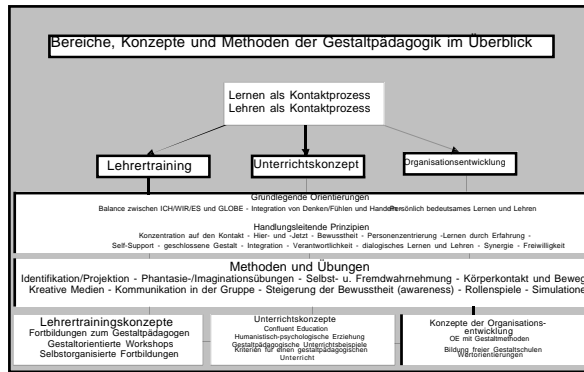 Bereiche, Konzepte und Methoden der Gestaltpädagogik im Überblick
Lernen als Kontaktprozess
Lehren als Kontaktprozess
Lehrertraining
Unterrichtskonzept
Organisationsentwicklung
Grundlegende Orientierungen
Balance zwischen ICH/WIR/ES und GLOBE - Integration von Denken/Fühlen und Handeln - Persönlich bedeutsames Lernen und Lehren
Handlungsleitende Prinzipien
Konzentration auf den Kontakt - Hier- und -Jetzt - Bewusstheit - Personenzentrierung -Lernen durch Erfahrung -
Self-Support - geschlossene Gestalt - Integration - Verantwortlichkeit - dialogisches Lernen und Lehren - Synergie - Freiwilligkeit
Methoden und Übungen
Identifikation/Projektion - Phantasie-/Imaginationsübungen - Selbst- u. Fremdwahrnehmung - Körperkontakt und Beweg
Kreative Medien - Kommunikation in der Gruppe - Steigerung der Bewusstheit (awareness) - Rollenspiele - Simulatione
Lehrertrainingskonzepte
Fortbildungen zum Gestaltpädagogen
Gestaltorientierte Workshops
Selbstorganisierte Fortbildungen
Unterrichtskonzepte
Confluent Education
Humanistisch-psychologische Erziehung
Gestaltpädagogische Unterrichtsbeispiele
Kriterien für einen gestaltpädagogischen
Unterricht
Konzepte der Organisations-
entwicklung
OE mit Gestaltmethoden
Bildung freier Gestaltschulen
Wertorientierungen